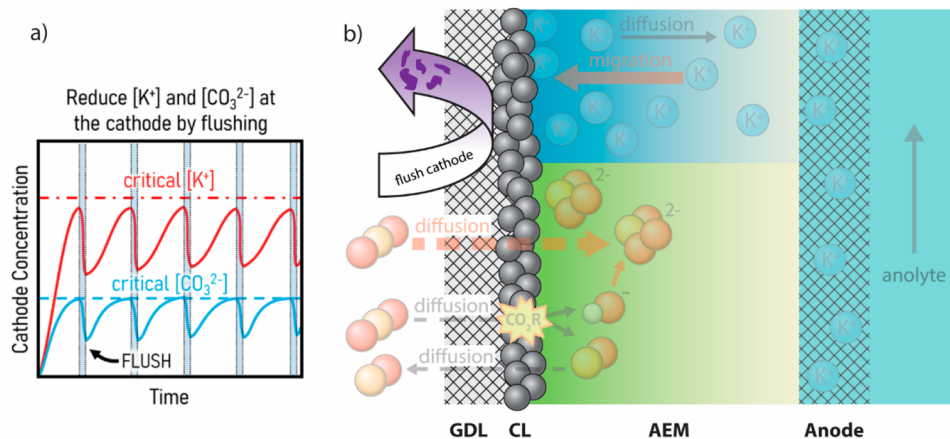 a)
Reduce [K⁺] and [CO₃²⁻] at
the cathode by flushing
critical [K⁺]
critical [CO₃²⁻]
FLUSH
Cathode Concentration
Time
b)
K⁺
K⁺
diffusion
K⁺
K⁺
K⁺
migration
K⁺
K⁺
K⁺
K⁺
K⁺
K⁺
K⁺
flush cathode
2-
2-
K⁺
diffusion
K⁺
anolyte
diffusion
CO₂R
-
K⁺
diffusion
K⁺
GDL
CL
AEM
Anode